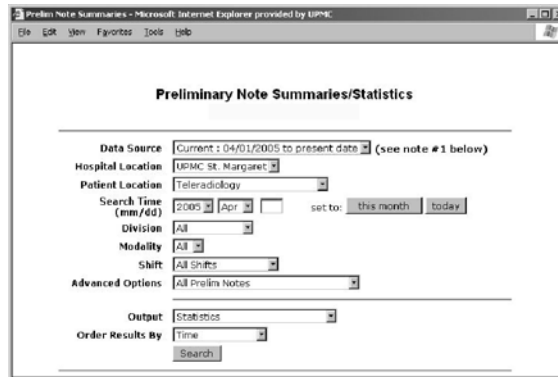 Prelim Note Summaries - Microsoft Internet Explorer provided by UPMC
File Edit View Favorites Tools Help
Preliminary Note Summaries/Statistics
Data Source Current : 04/01/2005 to present date (see note #1 below)
Hospital Location UPMC St. Margaret
Patient Location Teleradiology
Search Time 2005 Apr set to: this month today
(mm/dd)
Division All
Modality All
Shift All Shifts
Advanced Options All Prelim Notes
Output Statistics
Order Results By Time
Search